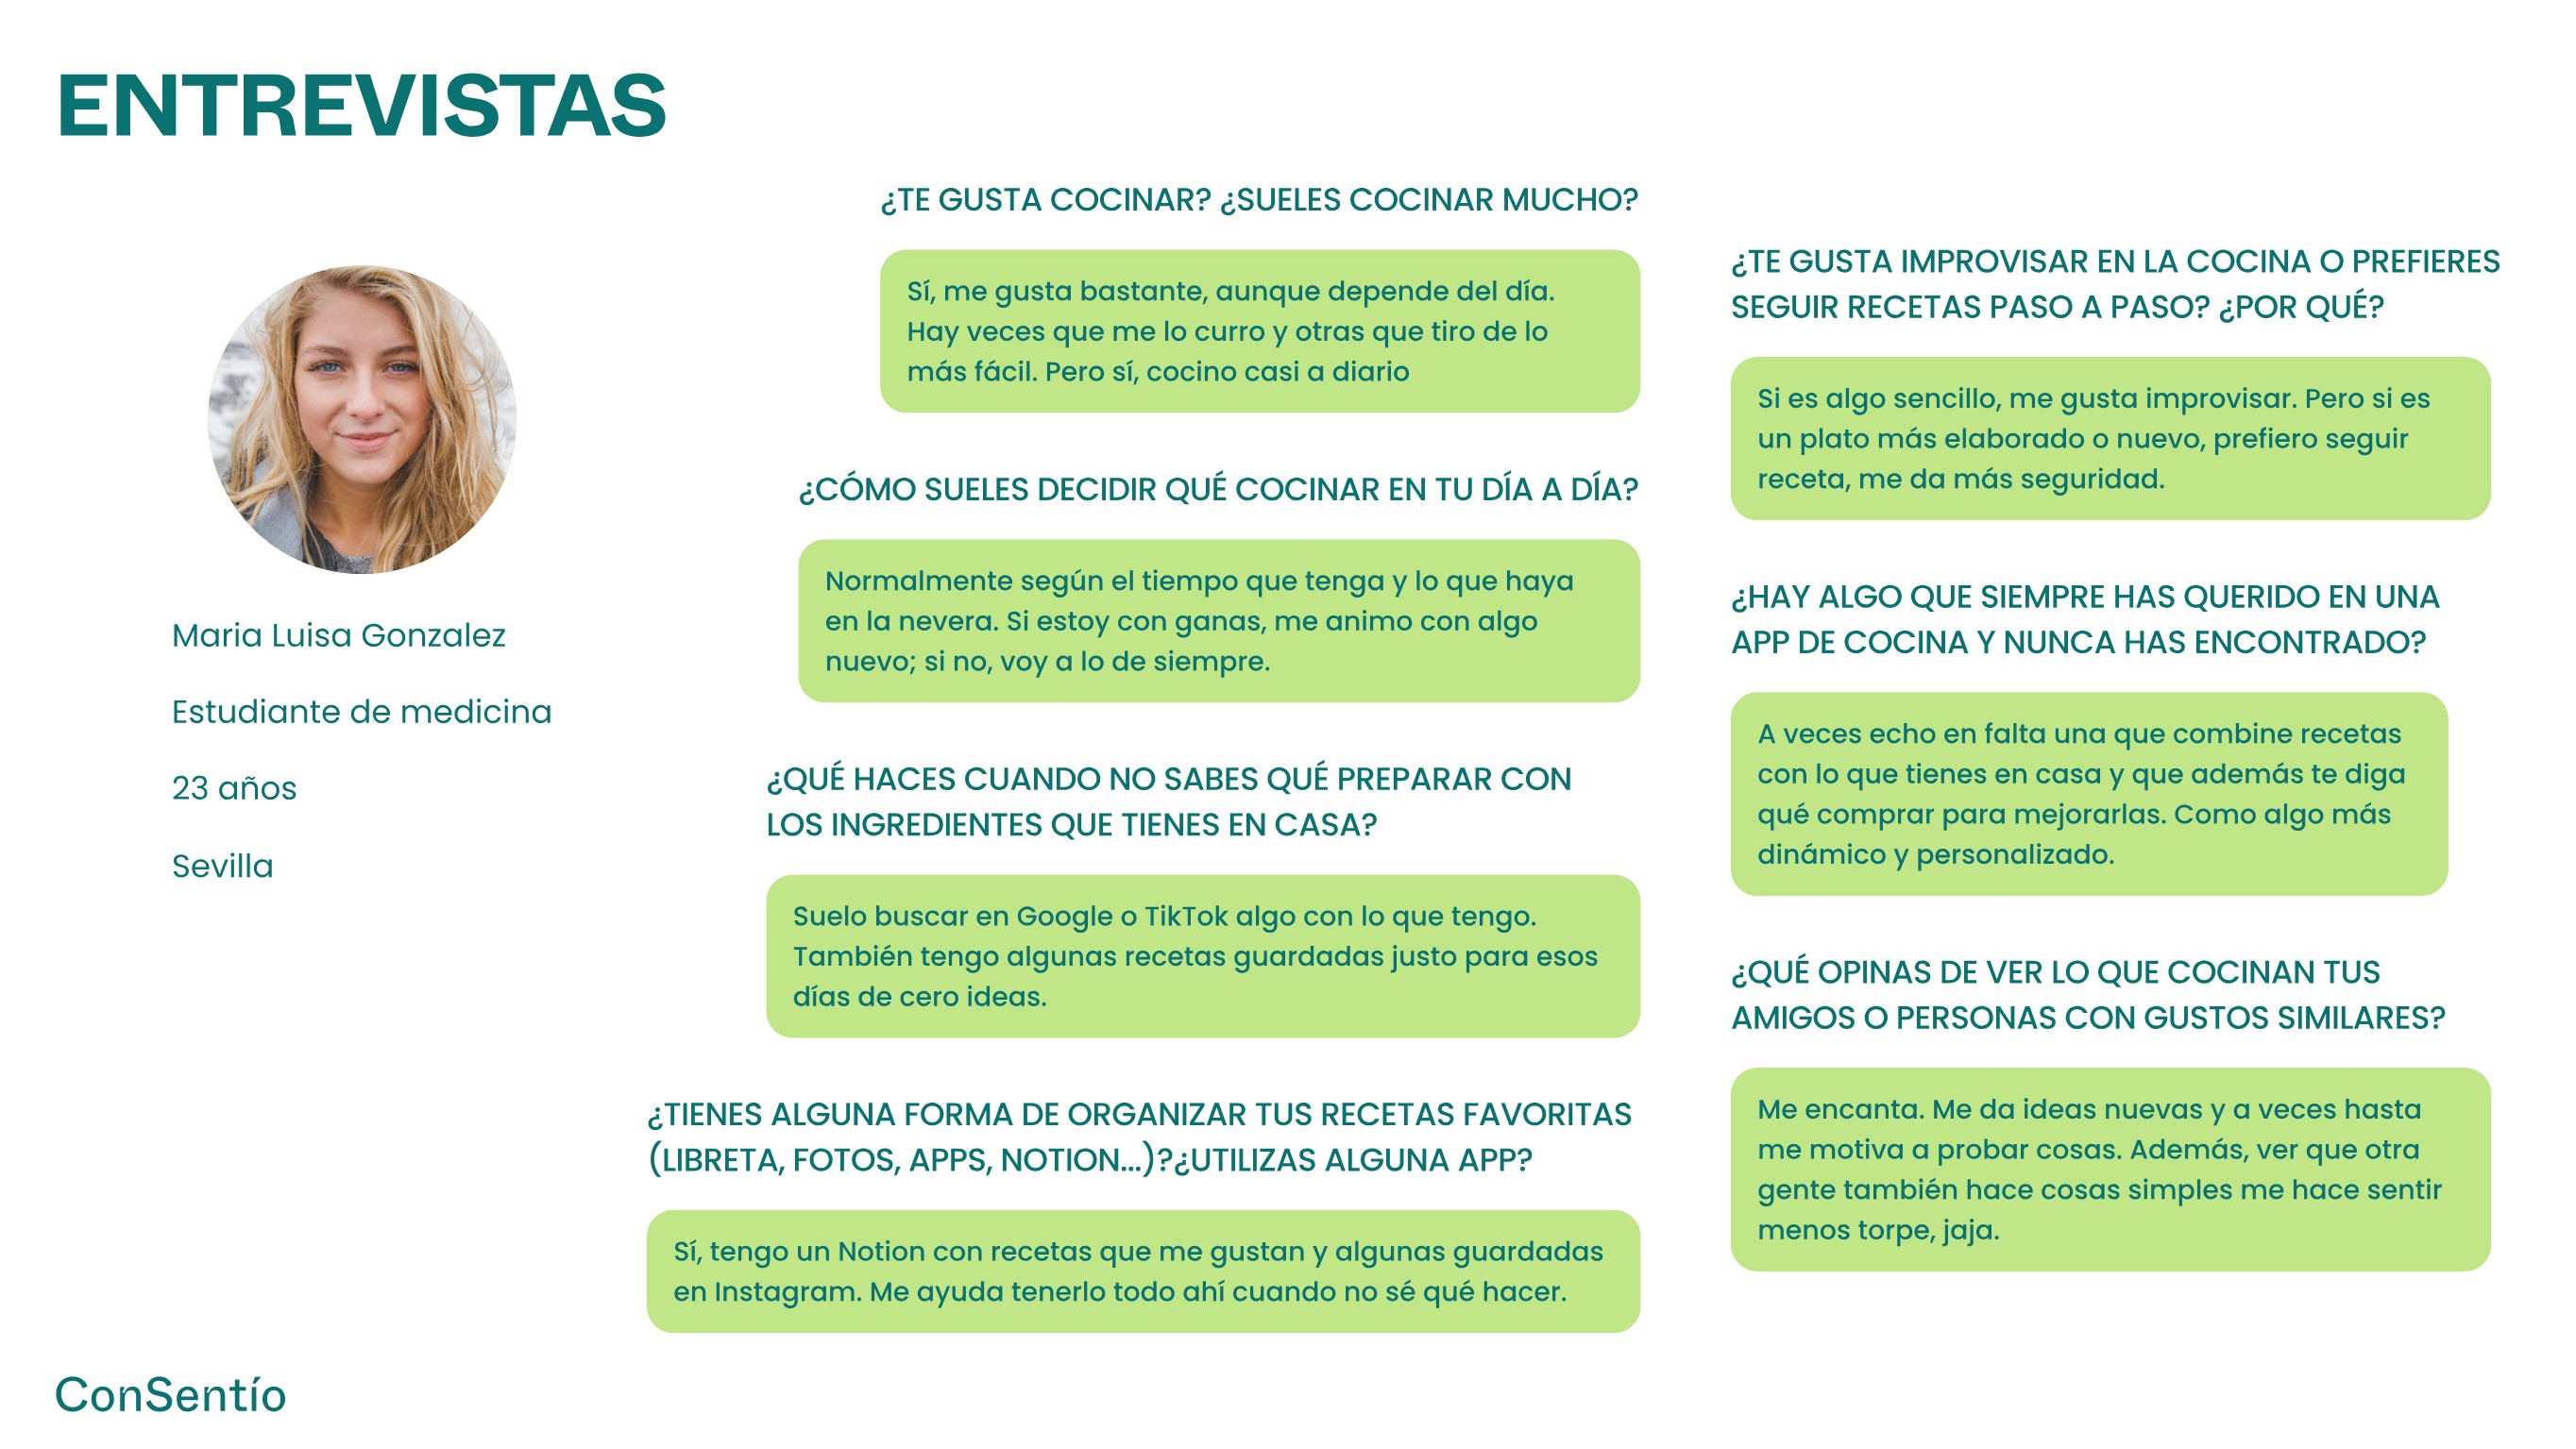 ENTREVISTAS
Maria Luisa Gonzalez
Estudiante de medicina
23 años
Sevilla
¿TE GUSTA COCINAR? ¿SUELES COCINAR MUCHO?
Sí, me gusta bastante, aunque depende del día.
Hay veces que me lo curro y otras que tiro de lo
más fácil. Pero sí, cocino casi a diario
¿CÓMO SUELES DECIDIR QUÉ COCINAR EN TU DÍA A DÍA?
Normalmente según el tiempo que tenga y lo que haya
en la nevera. Si estoy con ganas, me animo con algo
nuevo; si no, voy a lo de siempre.
¿QUÉ HACES CUANDO NO SABES QUÉ PREPARAR CON
LOS INGREDIENTES QUE TIENES EN CASA?
Suelo buscar en Google o TikTok algo con lo que tengo.
También tengo algunas recetas guardadas justo para esos
días de cero ideas.
¿TIENES ALGUNA FORMA DE ORGANIZAR TUS RECETAS FAVORITAS
(LIBRETA, FOTOS, APPS, NOTION...)?¿UTILIZAS ALGUNA APP?
Sí, tengo un Notion con recetas que me gustan y algunas guardadas
en Instagram. Me ayuda tenerlo todo ahí cuando no sé qué hacer.
¿TE GUSTA IMPROVISAR EN LA COCINA O PREFIERES
SEGUIR RECETAS PASO A PASO? ¿POR QUÉ?
Si es algo sencillo, me gusta improvisar. Pero si es
un plato más elaborado o nuevo, prefiero seguir
receta, me da más seguridad.
¿HAY ALGO QUE SIEMPRE HAS QUERIDO EN UNA
APP DE COCINA Y NUNCA HAS ENCONTRADO?
A veces echo en falta una que combine recetas
con lo que tienes en casa y que además te diga
qué comprar para mejorarlas. Como algo más
dinámico y personalizado.
¿QUÉ OPINAS DE VER LO QUE COCINAN TUS
AMIGOS O PERSONAS CON GUSTOS SIMILARES?
Me encanta. Me da ideas nuevas y a veces hasta
me motiva a probar cosas. Además, ver que otra
gente también hace cosas simples me hace sentir
menos torpe, jaja.
ConSentío